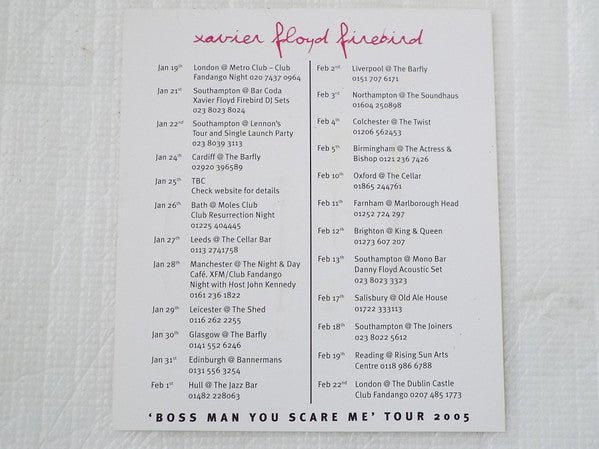 xavier floyd firebird
Jan 19th London @ Metro Club – Club
Fandango Night 020 7437 0964
Jan 21st Southampton @ Bar Coda
Xavier Floyd Firebird DJ Sets
023 8023 8024
Jan 22nd Southampton @ Lennon's
Tour and Single Launch Party
023 8039 3113
Jan 24th Cardiff @ The Barfly
02920 396589
Jan 25th TBC
Check website for details
Jan 26th Bath @ Moles Club
Club Resurrection Night
01225 404445
Jan 27th Leeds @ The Cellar Bar
0113 2741758
Jan 28th Manchester @ The Night & Day
Café. XFM/Club Fandango
Night with Host John Kennedy
0161 236 1822
Jan 29th Leicester @ The Shed
0116 262 2255
Jan 30th Glasgow @ The Barfly
0141 552 6246
Jan 31st Edinburgh @ Bannermans
0131 556 3254
Feb 1st Hull @ The Jazz Bar
01482 228063
Feb 2nd Liverpool @ The Barfly
0151 707 6171
Feb 3rd Northampton @ The Soundhaus
01604 250898
Feb 4th Colchester @ The Twist
01206 562453
Feb 5th Birmingham @ The Actress &
Bishop 0121 236 7426
Feb 10th Oxford @ The Cellar
01865 244761
Feb 11th Farnham @ Marlborough Head
01252 724 297
Feb 12th Brighton @ King & Queen
01273 607 207
Feb 13th Southampton @ Mono Bar
Danny Floyd Acoustic Set
023 8023 3323
Feb 17th Salisbury @ Old Ale House
01722 333113
Feb 18th Southampton @ The Joiners
023 8022 5612
Feb 19th Reading @ Rising Sun Arts
Centre 0118 986 6788
Feb 22nd London @ The Dublin Castle
Club Fandango 0207 485 1773
'BOSS MAN YOU SCARE ME' TOUR 2005